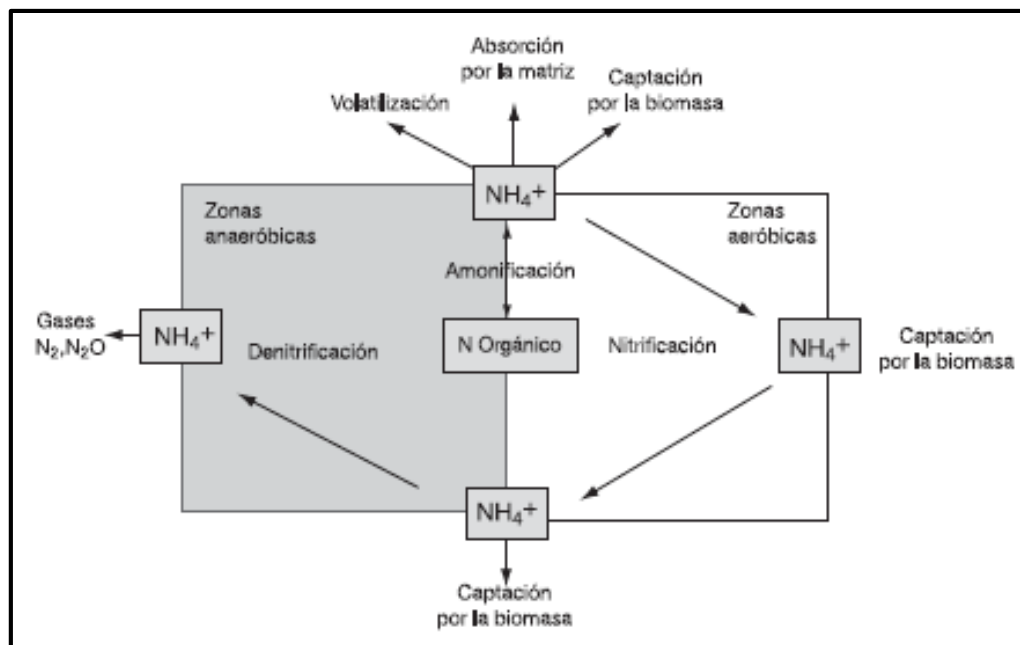 Absorción
por la matriz
Captación
por la biomasa
Volatilización
NH₄⁺
Zonas
anaeróbicas
Zonas
aeróbicas
Amonificación
Gases
N₂,N₂O
NH₄⁺
Denitrificación
N Orgánico
Nitrificación
NH₄⁺
Captación
por la biomasa
NH₄⁺
Captación
por la biomasa